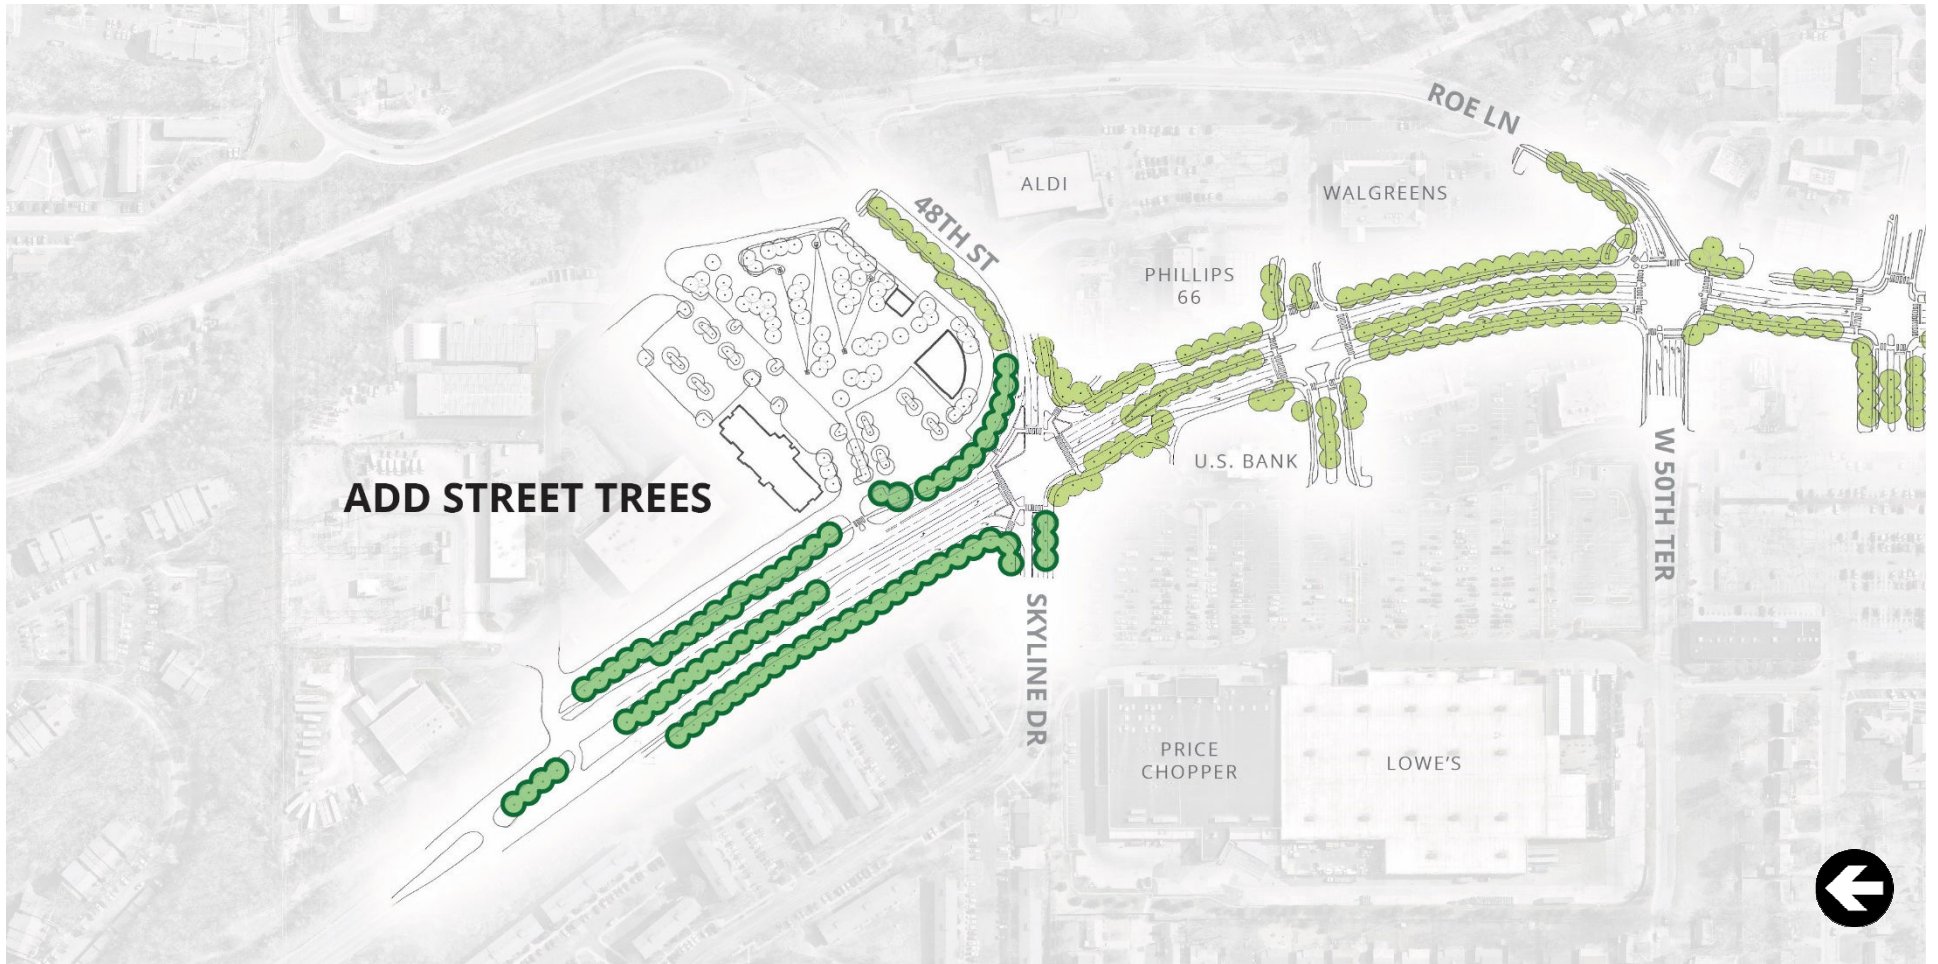 ROE LN
ALDI
WALGREENS
48TH ST
PHILLIPS
66
U.S. BANK
ADD STREET TREES
W 50TH TER
SKYLINE DR
PRICE
CHOPPER
LOWE'S